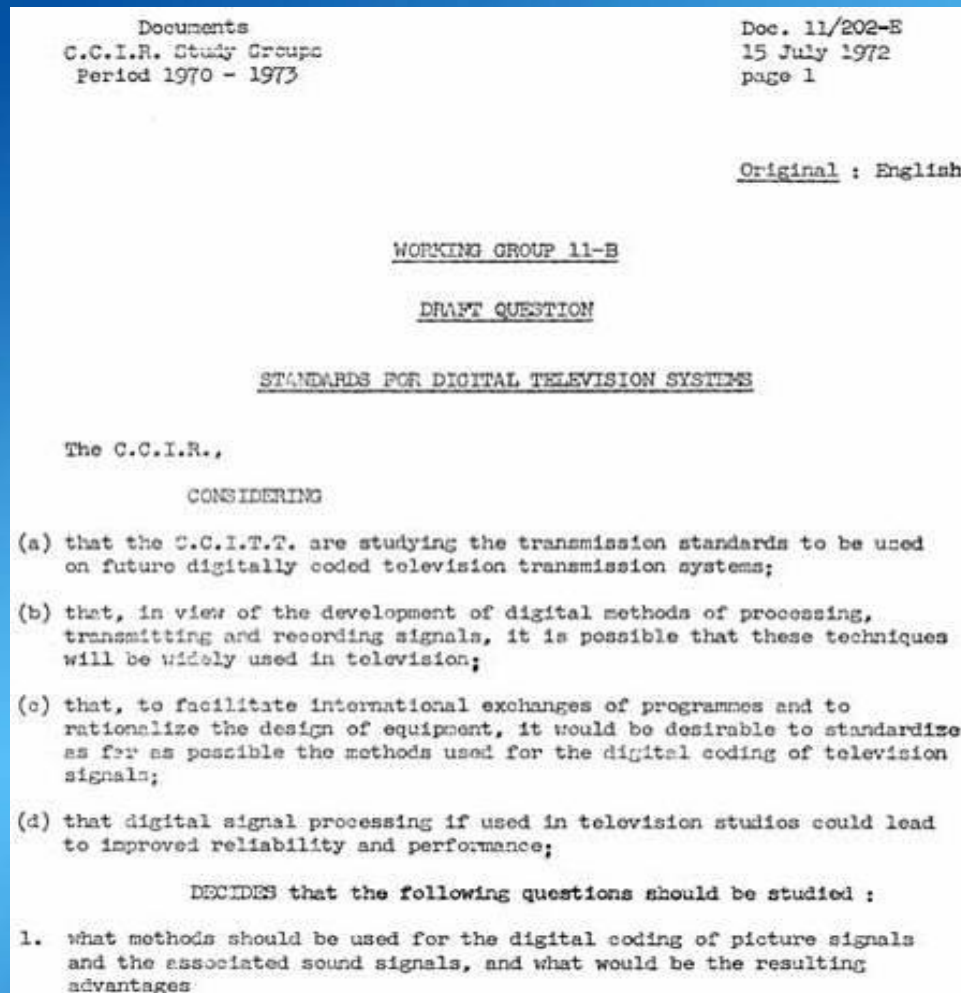 Documents
C.C.I.R. Study Groups
Period 1970 - 1973
Doc. 11/202-E
15 July 1972
page 1
Original : English
WORKING GROUP 11-B
DRAFT QUESTION
STANDARDS FOR DIGITAL TELEVISION SYSTEMS
The C.C.I.R.,
CONSIDERING
(a) that the C.C.I.T.T. are studying the transmission standards to be used
on future digitally coded television transmission systems;
(b) that, in view of the development of digital methods of processing,
transmitting and recording signals, it is possible that these techniques
will be widely used in television;
(c) that, to facilitate international exchanges of programmes and to
rationalize the design of equipment, it would be desirable to standardize
as far as possible the methods used for the digital coding of television
signals;
(d) that digital signal processing if used in television studios could lead
to improved reliability and performance;
DECIDES that the following questions should be studied :
1. what methods should be used for the digital coding of picture signals
and the associated sound signals, and what would be the resulting
advantages